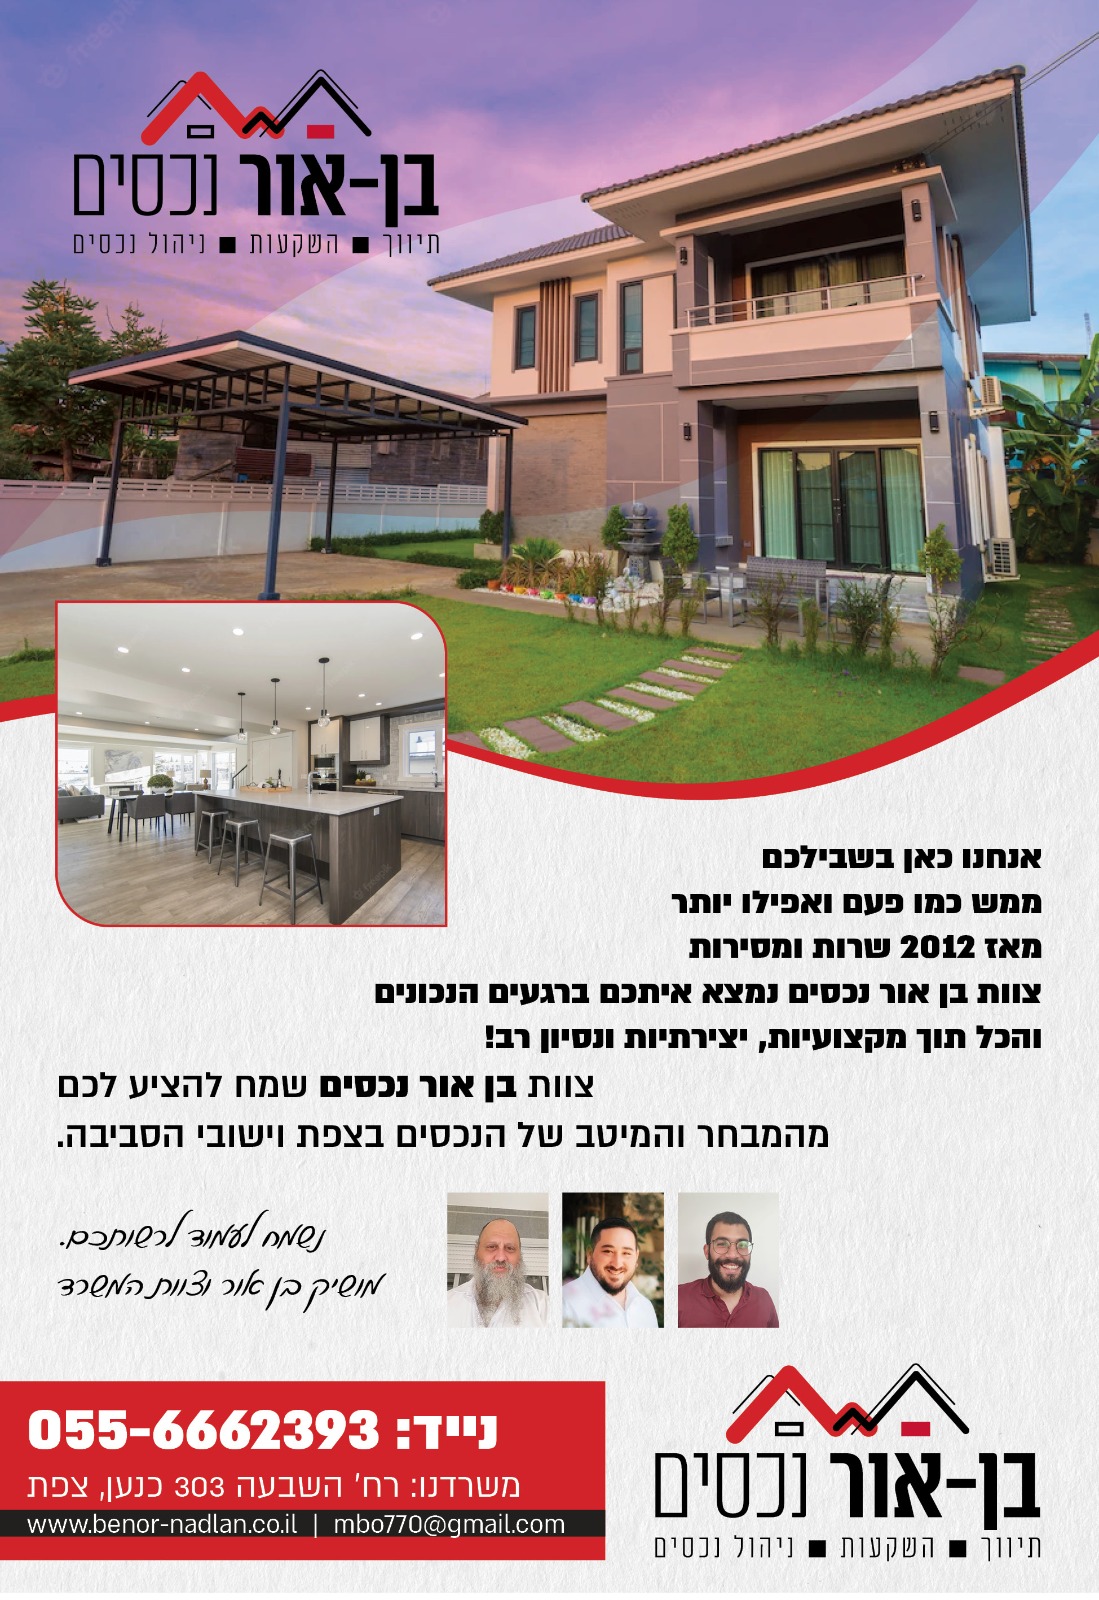 בן-אור נכסים
תיווך ■ השקעות ■ ניהול נכסים
אנחנו כאן בשבילכם
ממש כמו פעם ואפילו יותר
מאז 2012 שרות ומסירות
צוות בן אור נכסים נמצא איתכם ברגעים הנכונים
והכל תוך מקצועיות, יצירתיות ונסיון רב!
צוות בן אור נכסים שמח להציע לכם
מהמבחר והמיטב של הנכסים בצפת וישובי הסביבה.
נשמח לעמוד לרשותכם.
מושיק בן אור וצוות המשרד
נייד: 055-6662393
משרדנו: רח' השבעה 303 כנען, צפת
www.benor-nadlan.co.il | mbo770@gmail.com
בן-אור נכסים
תיווך ■ השקעות ■ ניהול נכסים